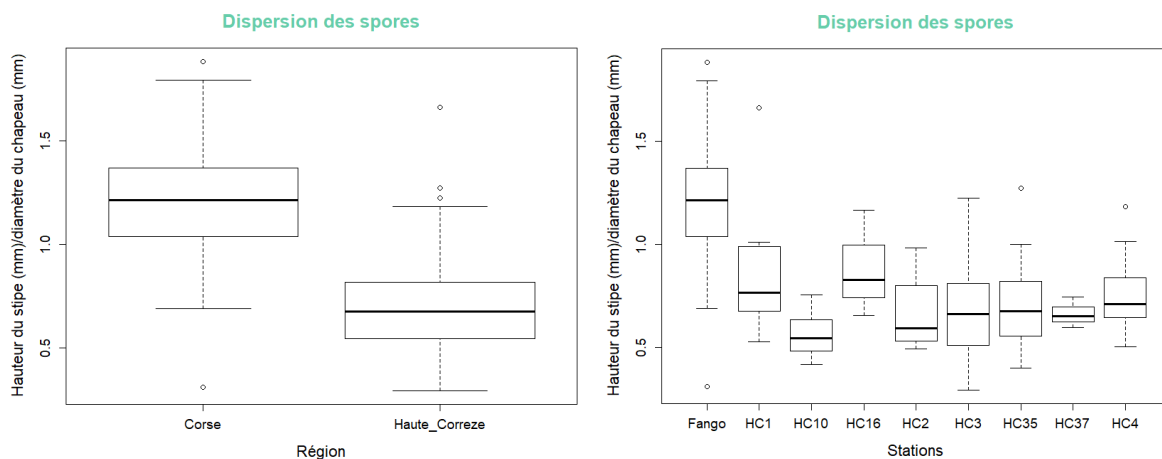 Dispersion des spores
Hauteur du stipe (mm)/diamètre du chapeau (mm)
1.5
1.0
0.5
Corse Haute_Correze
Région
Dispersion des spores
Hauteur du stipe (mm)/diamètre du chapeau (mm)
1.5
1.0
0.5
Fango HC1 HC10 HC16 HC2 HC3 HC35 HC37 HC4
Stations